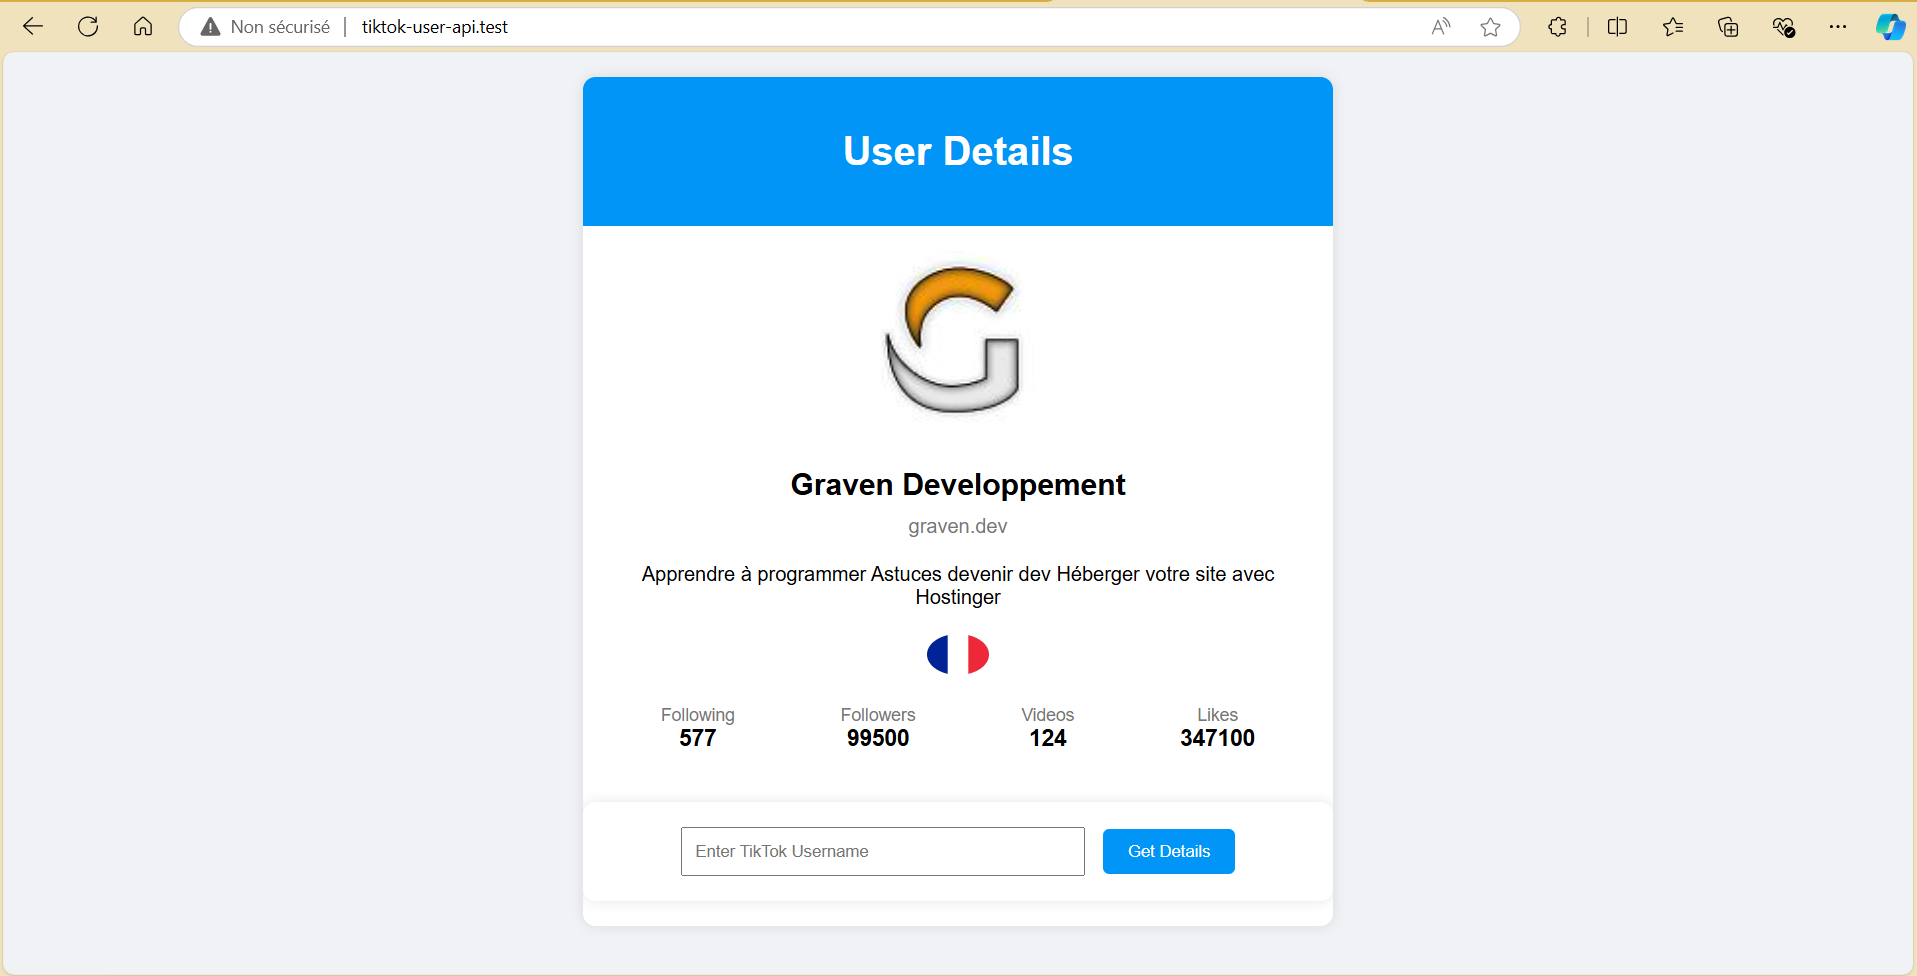 Non sécurisé | tiktok-user-api.test
User Details
Graven Developpement
graven.dev
Apprendre à programmer Astuces devenir dev Héberger votre site avec
Hostinger
Following Followers Videos Likes
577 99500 124 347100
Enter TikTok Username Get Details